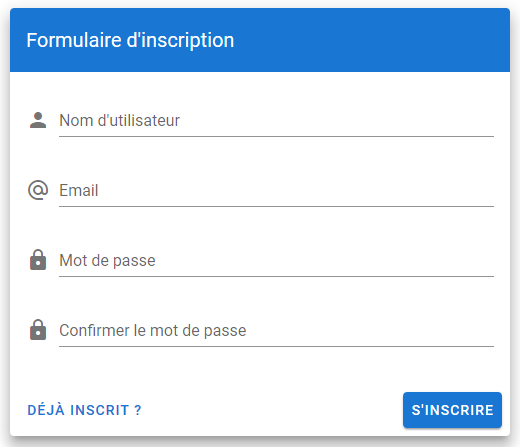 Formulaire d'inscription
Nom d'utilisateur
Email
Mot de passe
Confirmer le mot de passe
DÉJÀ INSCRIT ?
S'INSCRIRE